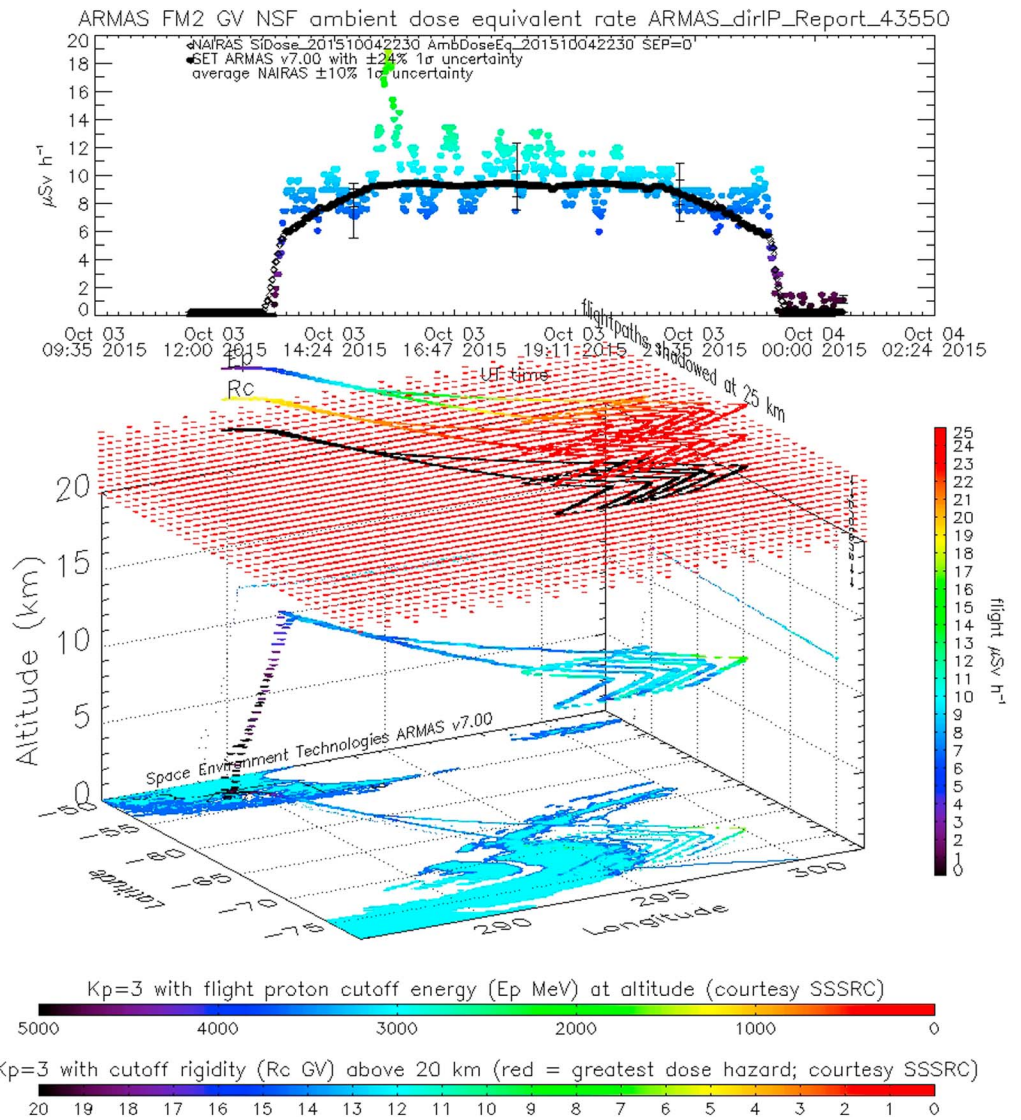 ARMAS FM2 GV NSF ambient dose equivalent rate ARMAS_dirIP_Report_43550
NAIRAS SiDose_201510042230 AmbDoseEq_201510042230 SEP=0
SET ARMAS v7.00 with ±24% 1σ uncertainty
average NAIRAS ±10% 1σ uncertainty
20
18
16
14
12
10
8
6
4
2
0
μSv h⁻¹
Oct 03 Oct 03 Oct 03 Oct 03 Oct 03 Oct 03 Oct 04 Oct 04
09:35 2015 12:00 2015 14:24 2015 16:47 2015 19:11 2015 21:35 2015 00:00 2015 02:24 2015
UT time
flightpaths, shadowed at 25 km
Ep
Rc
20
15
10
5
0
Altitude (km)
Space Environment Technologies ARMAS v7.00
-50
-55
-60
-65
-70
-75
Latitude
290 295 300
Longitude
25
24
23
22
21
20
19
18
17
16
15
14
13
12
11
10
9
8
7
6
5
4
3
2
1
0
flight μSv h⁻¹
Kp=3 with flight proton cutoff energy (Ep MeV) at altitude (courtesy SSSRC)
5000 4000 3000 2000 1000 0
Kp=3 with cutoff rigidity (Rc GV) above 20 km (red = greatest dose hazard; courtesy SSSRC)
20 19 18 17 16 15 14 13 12 11 10 9 8 7 6 5 4 3 2 1 0